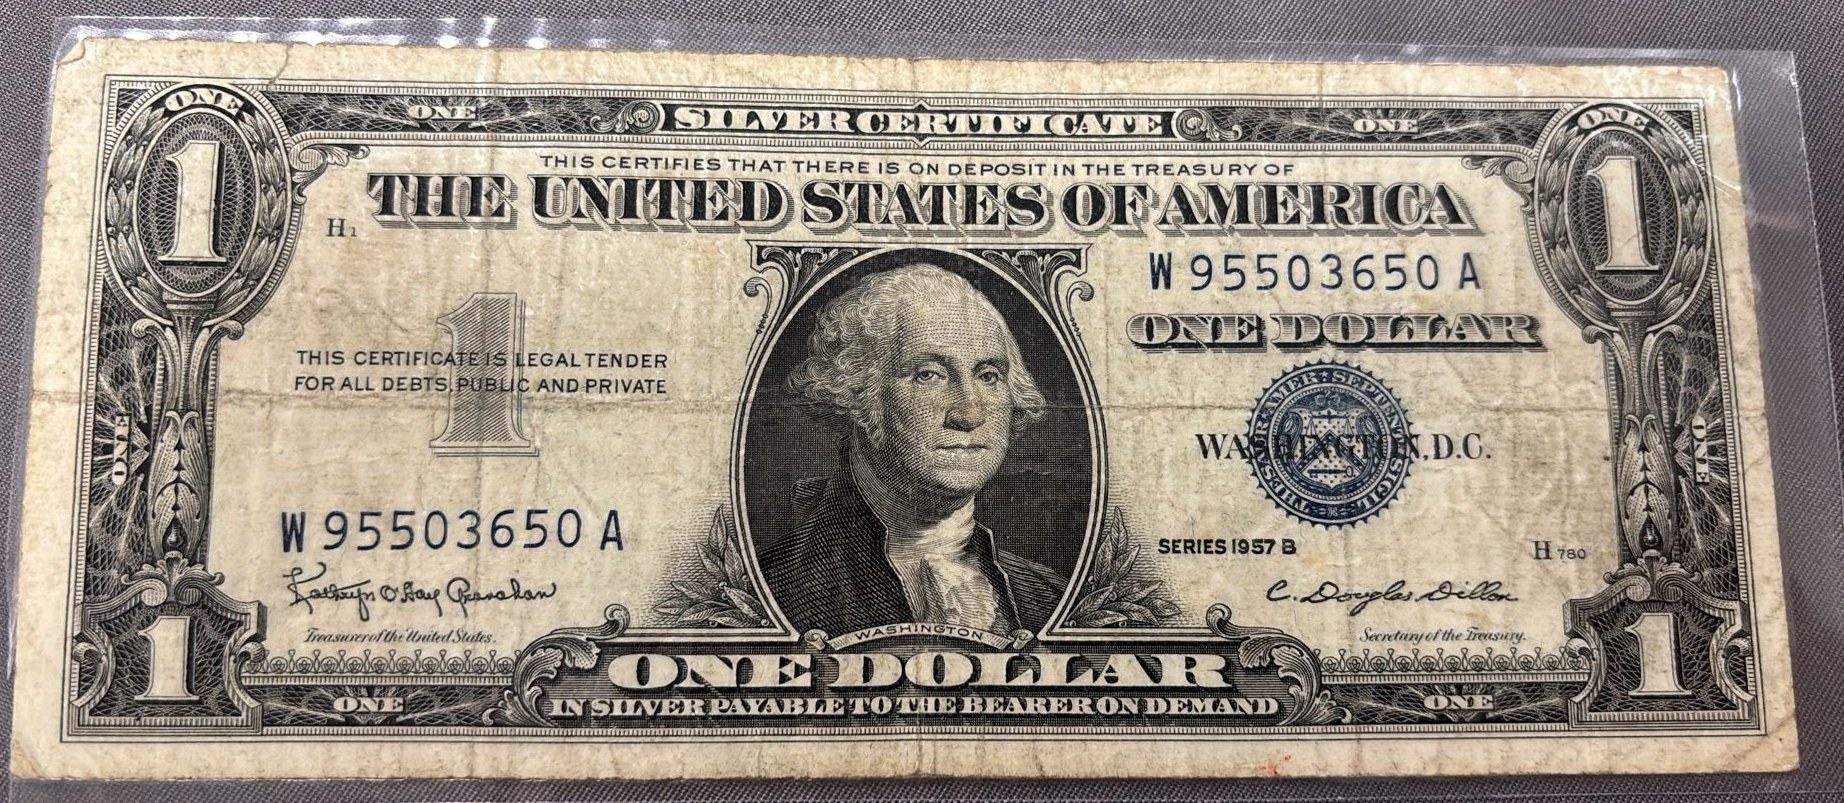 ONE ONE SILVER CERTIFICATE ONE ONE
THIS CERTIFIES THAT THERE IS ON DEPOSIT IN THE TREASURY OF
1 THE UNITED STATES OF AMERICA 1
H1
W 95503650 A
ONE DOLLAR
1
THIS CERTIFICATE IS LEGAL TENDER
FOR ALL DEBTS, PUBLIC AND PRIVATE
ONE WASHINGTON, D.C. ONE
W 95503650 A
SERIES 1957 B H 780
Kathryn O'Hay Granahan C. Douglas Dillon
Treasurer of the United States. WASHINGTON Secretary of the Treasury.
1 ONE DOLLAR 1
ONE IN SILVER PAYABLE TO THE BEARER ON DEMAND ONE